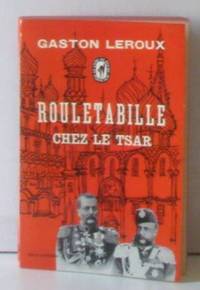 GASTON LEROUX
ROULETABILLE
CHEZ LE TSAR